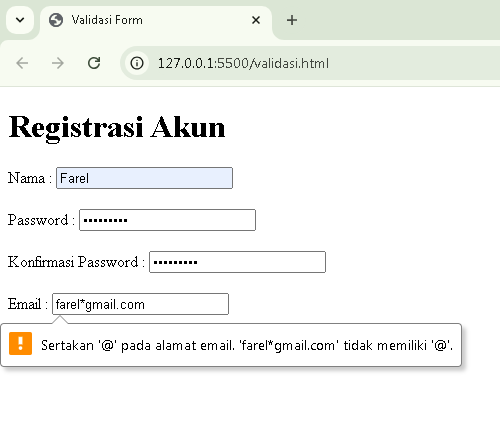 Validasi Form
127.0.0.1:5500/validasi.html
Registrasi Akun
Nama : Farel
Password : •••••••••
Konfirmasi Password : •••••••••
Email : farel*gmail.com
! Sertakan '@' pada alamat email. 'farel*gmail.com' tidak memiliki '@'.